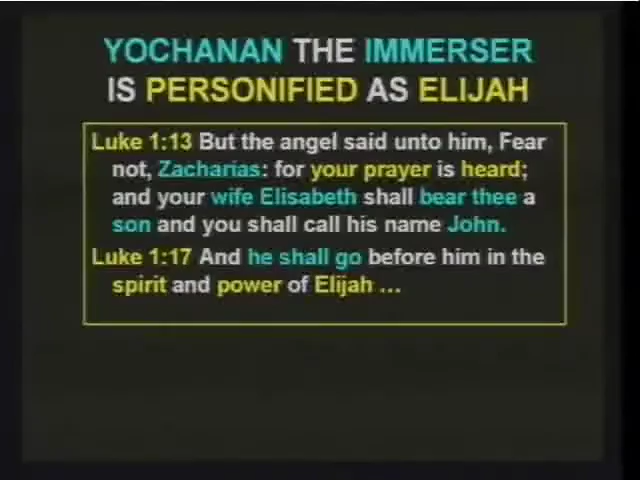 YOCHANAN THE IMMERSER
IS PERSONIFIED AS ELIJAH
Luke 1:13 But the angel said unto him, Fear
not, Zacharias: for your prayer is heard;
and your wife Elisabeth shall bear thee a
son and you shall call his name John.
Luke 1:17 And he shall go before him in the
spirit and power of Elijah ...